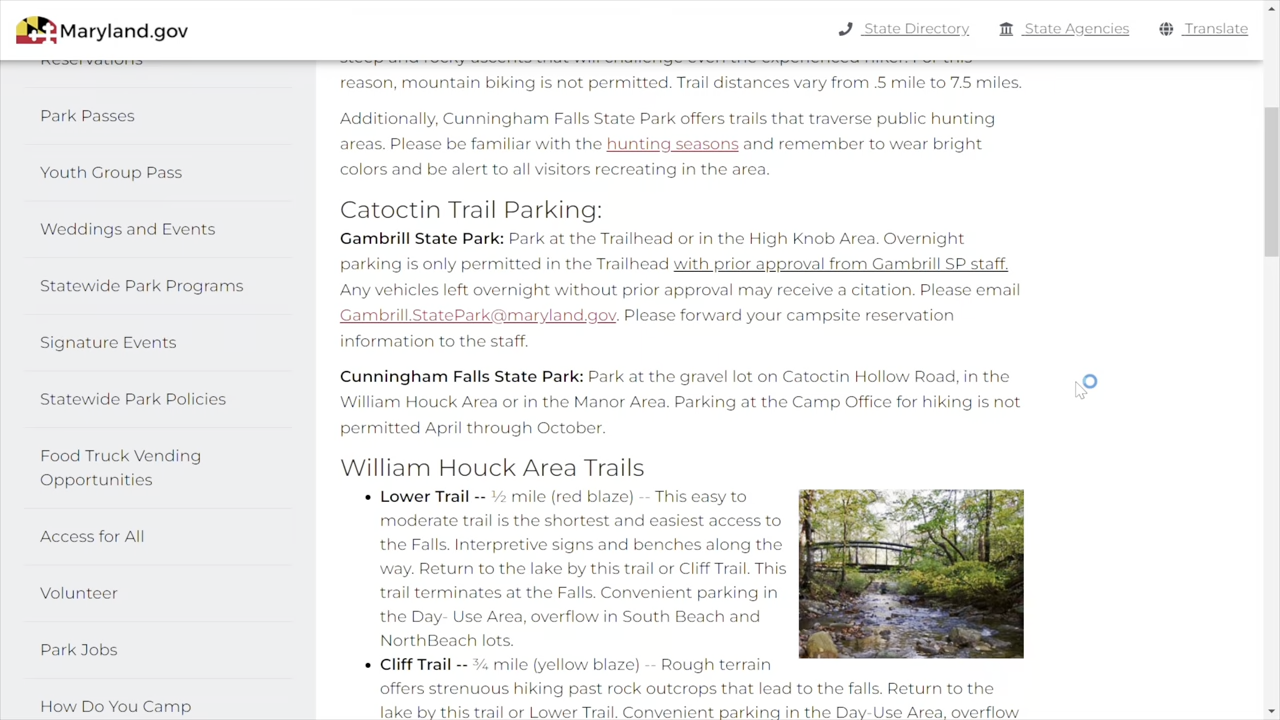 Maryland.gov
State Directory
State Agencies
Translate
Reservations
Park Passes
Youth Group Pass
Weddings and Events
Statewide Park Programs
Signature Events
Statewide Park Policies
Food Truck Vending
Opportunities
Access for All
Volunteer
Park Jobs
How Do You Camp
steep and rocky ascents that will challenge even the experienced hiker. For this
reason, mountain biking is not permitted. Trail distances vary from .5 mile to 7.5 miles.
Additionally, Cunningham Falls State Park offers trails that traverse public hunting
areas. Please be familiar with the hunting seasons and remember to wear bright
colors and be alert to all visitors recreating in the area.
Catoctin Trail Parking:
Gambrill State Park: Park at the Trailhead or in the High Knob Area. Overnight
parking is only permitted in the Trailhead with prior approval from Gambrill SP staff.
Any vehicles left overnight without prior approval may receive a citation. Please email
Gambrill.StatePark@maryland.gov. Please forward your campsite reservation
information to the staff.
Cunningham Falls State Park: Park at the gravel lot on Catoctin Hollow Road, in the
William Houck Area or in the Manor Area. Parking at the Camp Office for hiking is not
permitted April through October.
William Houck Area Trails
• Lower Trail -- ½ mile (red blaze) -- This easy to
moderate trail is the shortest and easiest access to
the Falls. Interpretive signs and benches along the
way. Return to the lake by this trail or Cliff Trail. This
trail terminates at the Falls. Convenient parking in
the Day- Use Area, overflow in South Beach and
NorthBeach lots.
• Cliff Trail -- ¾ mile (yellow blaze) -- Rough terrain
offers strenuous hiking past rock outcrops that lead to the falls. Return to the
lake by this trail or Lower Trail. Convenient parking in the Day-Use Area, overflow